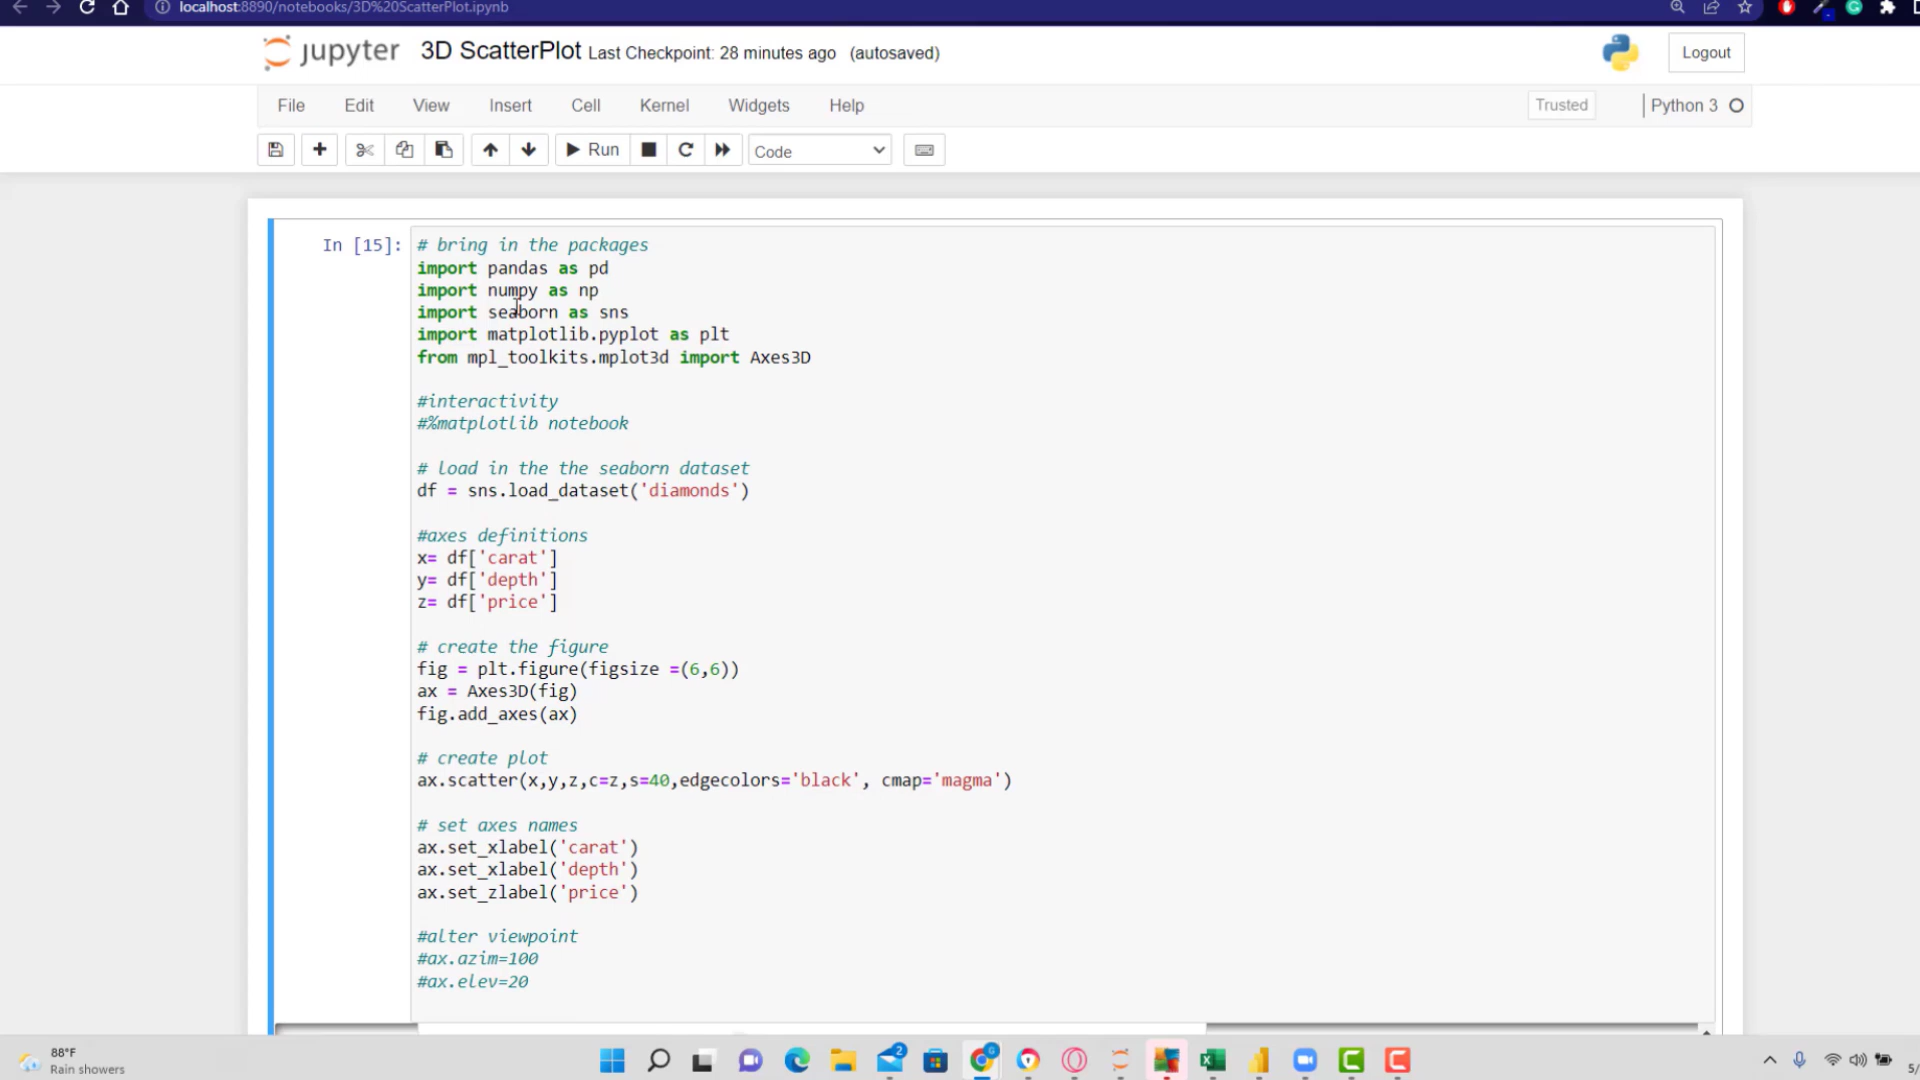 localhost:8890/notebooks/3D%20ScatterPlot.ipynb
jupyter 3D ScatterPlot Last Checkpoint: 28 minutes ago (autosaved) Logout
File Edit View Insert Cell Kernel Widgets Help Trusted Python 3
Run Code
In [15]:
# bring in the packages
import pandas as pd
import numpy as np
import seaborn as sns
import matplotlib.pyplot as plt
from mpl_toolkits.mplot3d import Axes3D
#interactivity
#%matplotlib notebook
# load in the the seaborn dataset
df = sns.load_dataset('diamonds')
#axes definitions
x= df['carat']
y= df['depth']
z= df['price']
# create the figure
fig = plt.figure(figsize =(6,6))
ax = Axes3D(fig)
fig.add_axes(ax)
# create plot
ax.scatter(x,y,z,c=z,s=40,edgecolors='black', cmap='magma')
# set axes names
ax.set_xlabel('carat')
ax.set_xlabel('depth')
ax.set_zlabel('price')
#alter viewpoint
#ax.azim=100
#ax.elev=20
88°F
Rain showers
2
G
5/